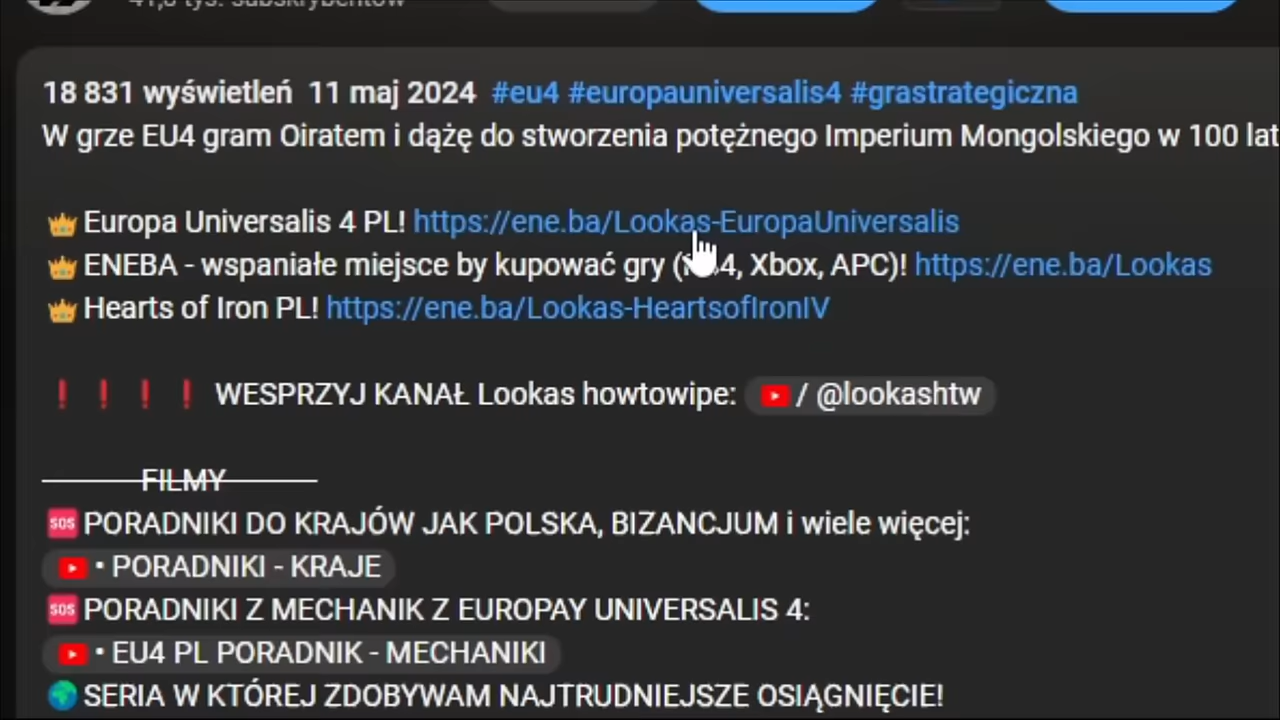 18 831 wyświetleń 11 maj 2024 #eu4 #europauniversalis4 #grastrategiczna
W grze EU4 gram Oiratem i dążę do stworzenia potężnego Imperium Mongolskiego w 100 lat
👑 Europa Universalis 4 PL! https://ene.ba/Lookas-EuropaUniversalis
👑 ENEBA - wspaniałe miejsce by kupować gry ( 4, Xbox, APC)! https://ene.ba/Lookas
👑 Hearts of Iron PL! https://ene.ba/Lookas-HeartsofIronIV
❗ ❗ ❗ ❗ WESPRZYJ KANAŁ Lookas howtowipe: / @lookashtw
FILMY
🆘 PORADNIKI DO KRAJÓW JAK POLSKA, BIZANCJUM i wiele więcej:
• PORADNIKI - KRAJE
🆘 PORADNIKI Z MECHANIK Z EUROPAY UNIVERSALIS 4:
• EU4 PL PORADNIK - MECHANIKI
🌍 SERIA W KTÓREJ ZDOBYWAM NAJTRUDNIEJSZE OSIĄGNIĘCIE!